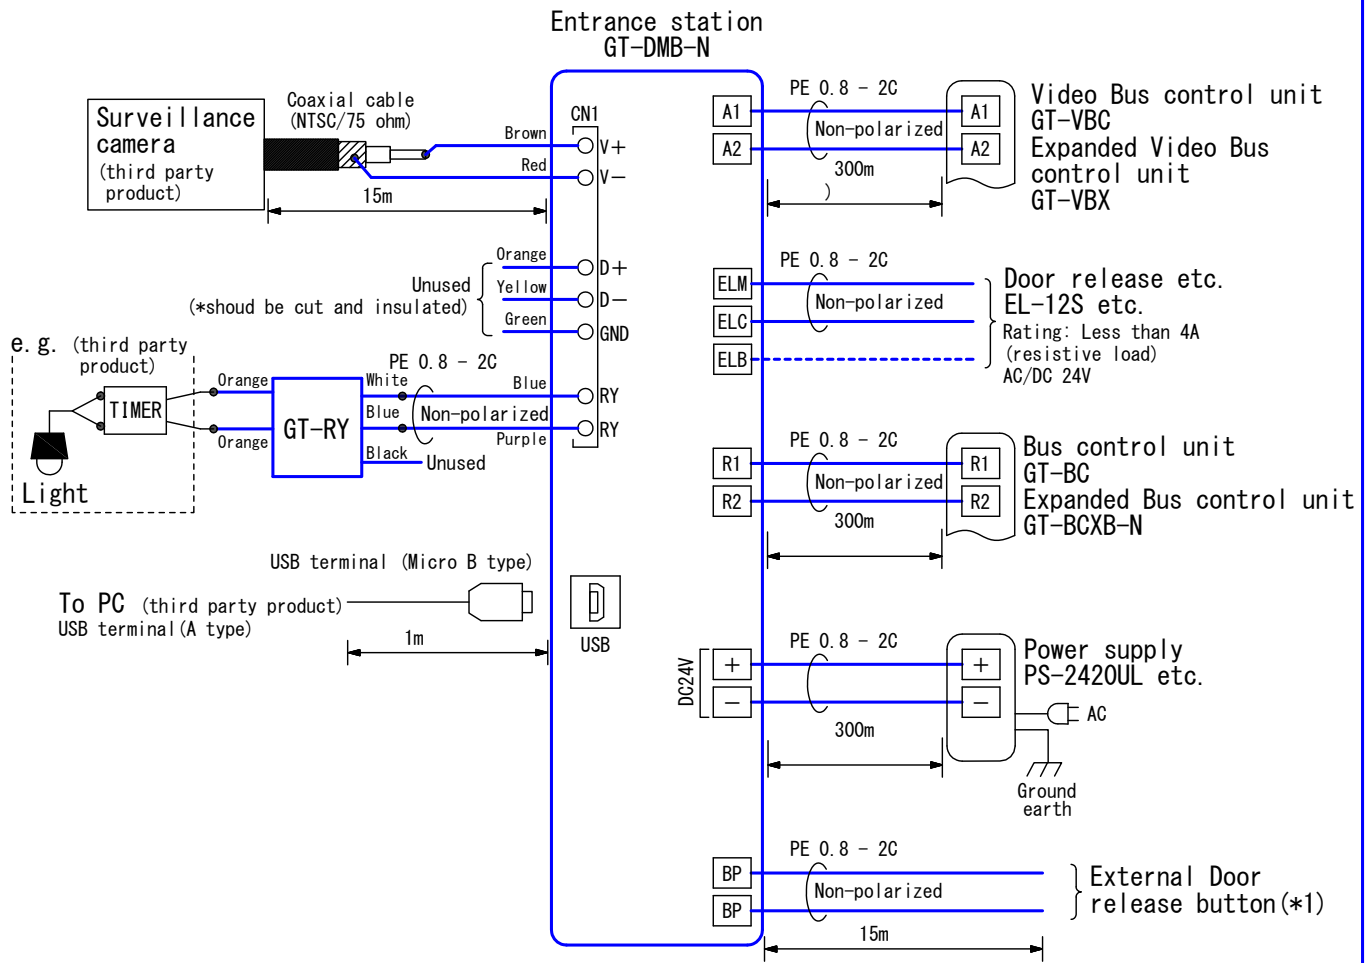 Entrance station
GT-DMB-N
Surveillance
camera
(third party
product)
Coaxial cable
(NTSC/75 ohm)
Brown
Red
15m
CN1
V+
V-
Orange
D+
Unused
(*shoud be cut and insulated)
Yellow
D-
Green
GND
e.g. (third party
product)
TIMER
Light
Orange
Orange
GT-RY
PE 0.8 - 2C
White
Blue
Non-polarized
Black
Unused
Blue
RY
Purple
RY
USB terminal (Micro B type)
To PC (third party product)
USB terminal(A type)
1m
USB
A1
A2
PE 0.8 - 2C
Non-polarized
300m
)
A1
A2
Video Bus control unit
GT-VBC
Expanded Video Bus
control unit
GT-VBX
ELM
ELC
ELB
PE 0.8 - 2C
Non-polarized
Door release etc.
EL-12S etc.
Rating: Less than 4A
(resistive load)
AC/DC 24V
R1
R2
PE 0.8 - 2C
Non-polarized
300m
R1
R2
Bus control unit
GT-BC
Expanded Bus control unit
GT-BCXB-N
DC24V
+
-
PE 0.8 - 2C
300m
+
-
Power supply
PS-2420UL etc.
AC
Ground
earth
BP
BP
PE 0.8 - 2C
Non-polarized
15m
External Door
release button(*1)